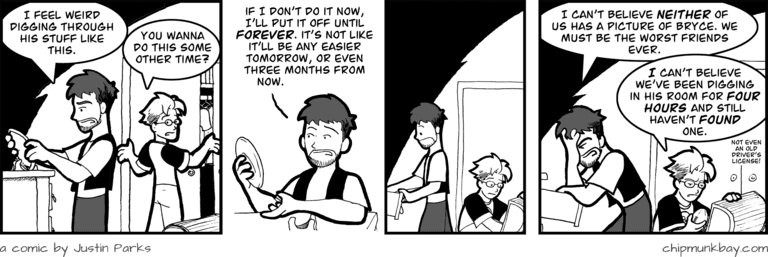 I FEEL WEIRD
DIGGING THROUGH
HIS STUFF LIKE
THIS.
YOU WANNA
DO THIS SOME
OTHER TIME?
IF I DON'T DO IT NOW,
I'LL PUT IT OFF UNTIL
FOREVER. IT'S NOT LIKE
IT'LL BE ANY EASIER
TOMORROW, OR EVEN
THREE MONTHS FROM
NOW.
I CAN'T BELIEVE NEITHER OF
US HAS A PICTURE OF BRYCE. WE
MUST BE THE WORST FRIENDS
EVER.
I CAN'T BELIEVE
WE'VE BEEN DIGGING
IN HIS ROOM FOR FOUR
HOURS AND STILL
HAVEN'T FOUND
ONE.
NOT EVEN
AN OLD
DRIVER'S
LICENSE!
a comic by Justin Parks
chipmunkbay.com